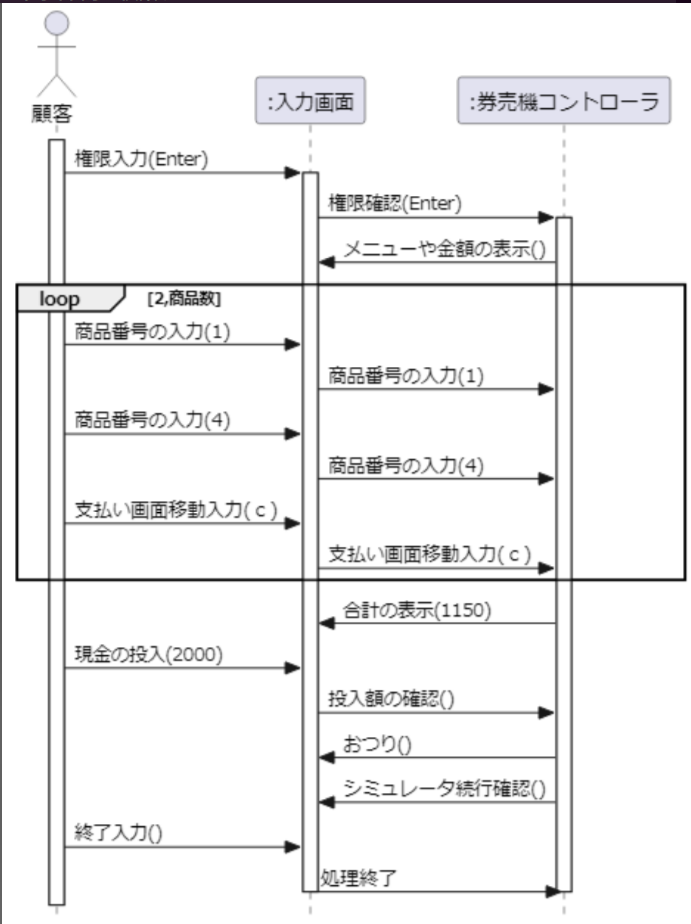 顧客
:入力画面
:券売機コントローラ
権限入力(Enter)
権限確認(Enter)
メニューや金額の表示()
loop [2,商品数]
商品番号の入力(1)
商品番号の入力(1)
商品番号の入力(4)
商品番号の入力(4)
支払い画面移動入力(ｃ)
支払い画面移動入力(ｃ)
合計の表示(1150)
現金の投入(2000)
投入額の確認()
おつり()
シミュレータ続行確認()
終了入力()
処理終了